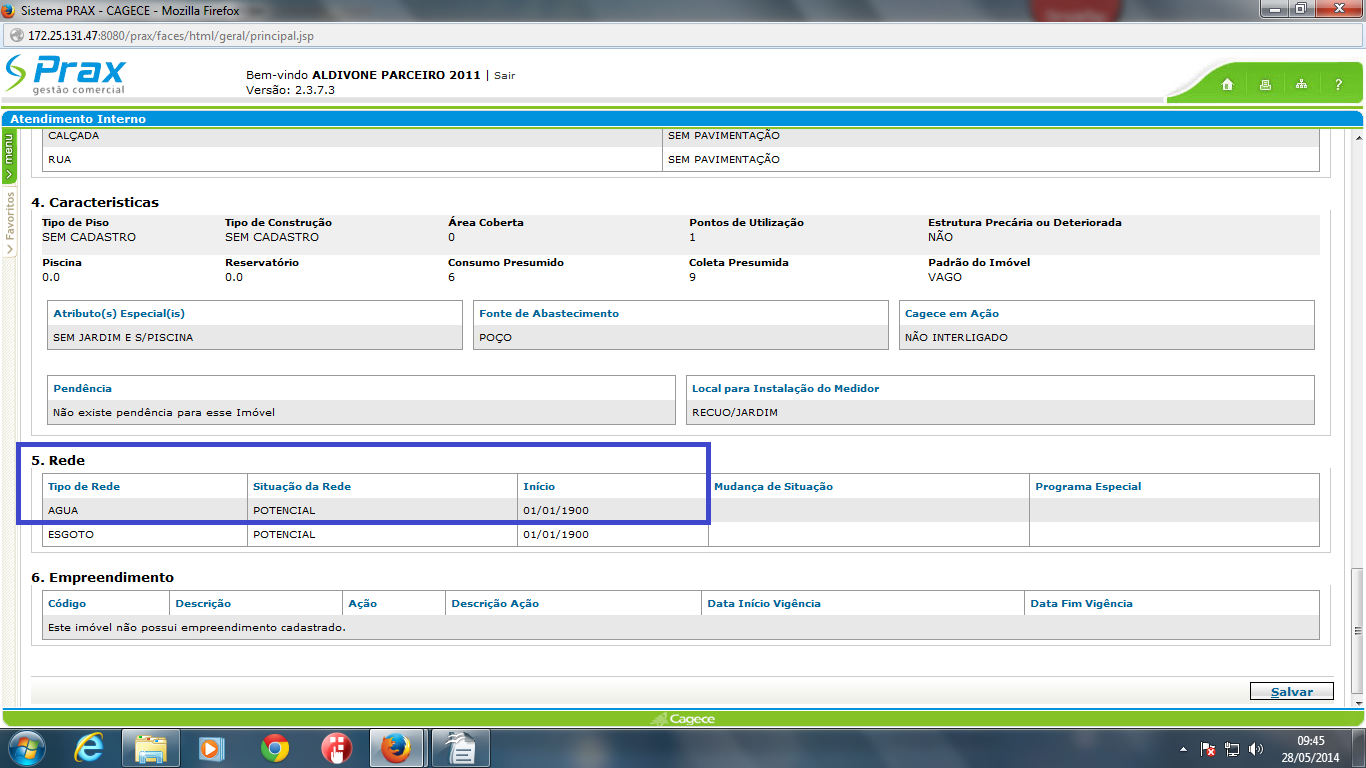 Sistema PRAX - CAGECE - Mozilla Firefox
172.25.131.47:8080/prax/faces/html/geral/principal.jsp
Prax
gestão comercial
Bem-vindo ALDIVONE PARCEIRO 2011 | Sair
Versão: 2.3.7.3
?
Atendimento Interno
menu
Favoritos
CALÇADA SEM PAVIMENTAÇÃO
RUA SEM PAVIMENTAÇÃO
4. Caracteristicas
Tipo de Piso Tipo de Construção Área Coberta Pontos de Utilização Estrutura Precária ou Deteriorada
SEM CADASTRO SEM CADASTRO 0 1 NÃO
Piscina Reservatório Consumo Presumido Coleta Presumida Padrão do Imóvel
0.0 0.0 6 9 VAGO
Atributo(s) Especial(is) Fonte de Abastecimento Cagece em Ação
SEM JARDIM E S/PISCINA POÇO NÃO INTERLIGADO
Pendência Local para Instalação do Medidor
Não existe pendência para esse Imóvel RECUO/JARDIM
5. Rede
Tipo de Rede Situação da Rede Início Mudança de Situação Programa Especial
AGUA POTENCIAL 01/01/1900
ESGOTO POTENCIAL 01/01/1900
6. Empreendimento
Código Descrição Ação Descrição Ação Data Início Vigência Data Fim Vigência
Este imóvel não possui empreendimento cadastrado.
Salvar
Cagece
09:45
28/05/2014